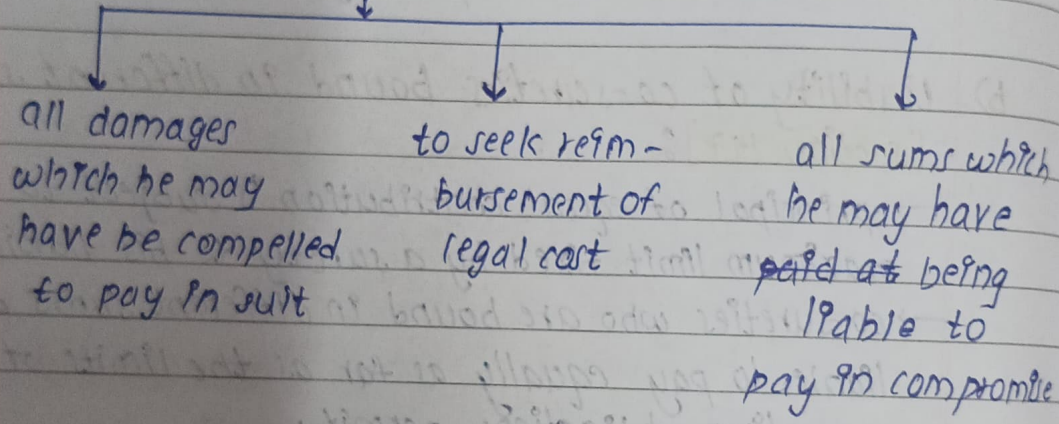 all damages
which he may
have be compelled
to pay in suit
to seek reim-
bursement of
legal cost
all sums which
he may have
paid at being
liable to
pay in compromise